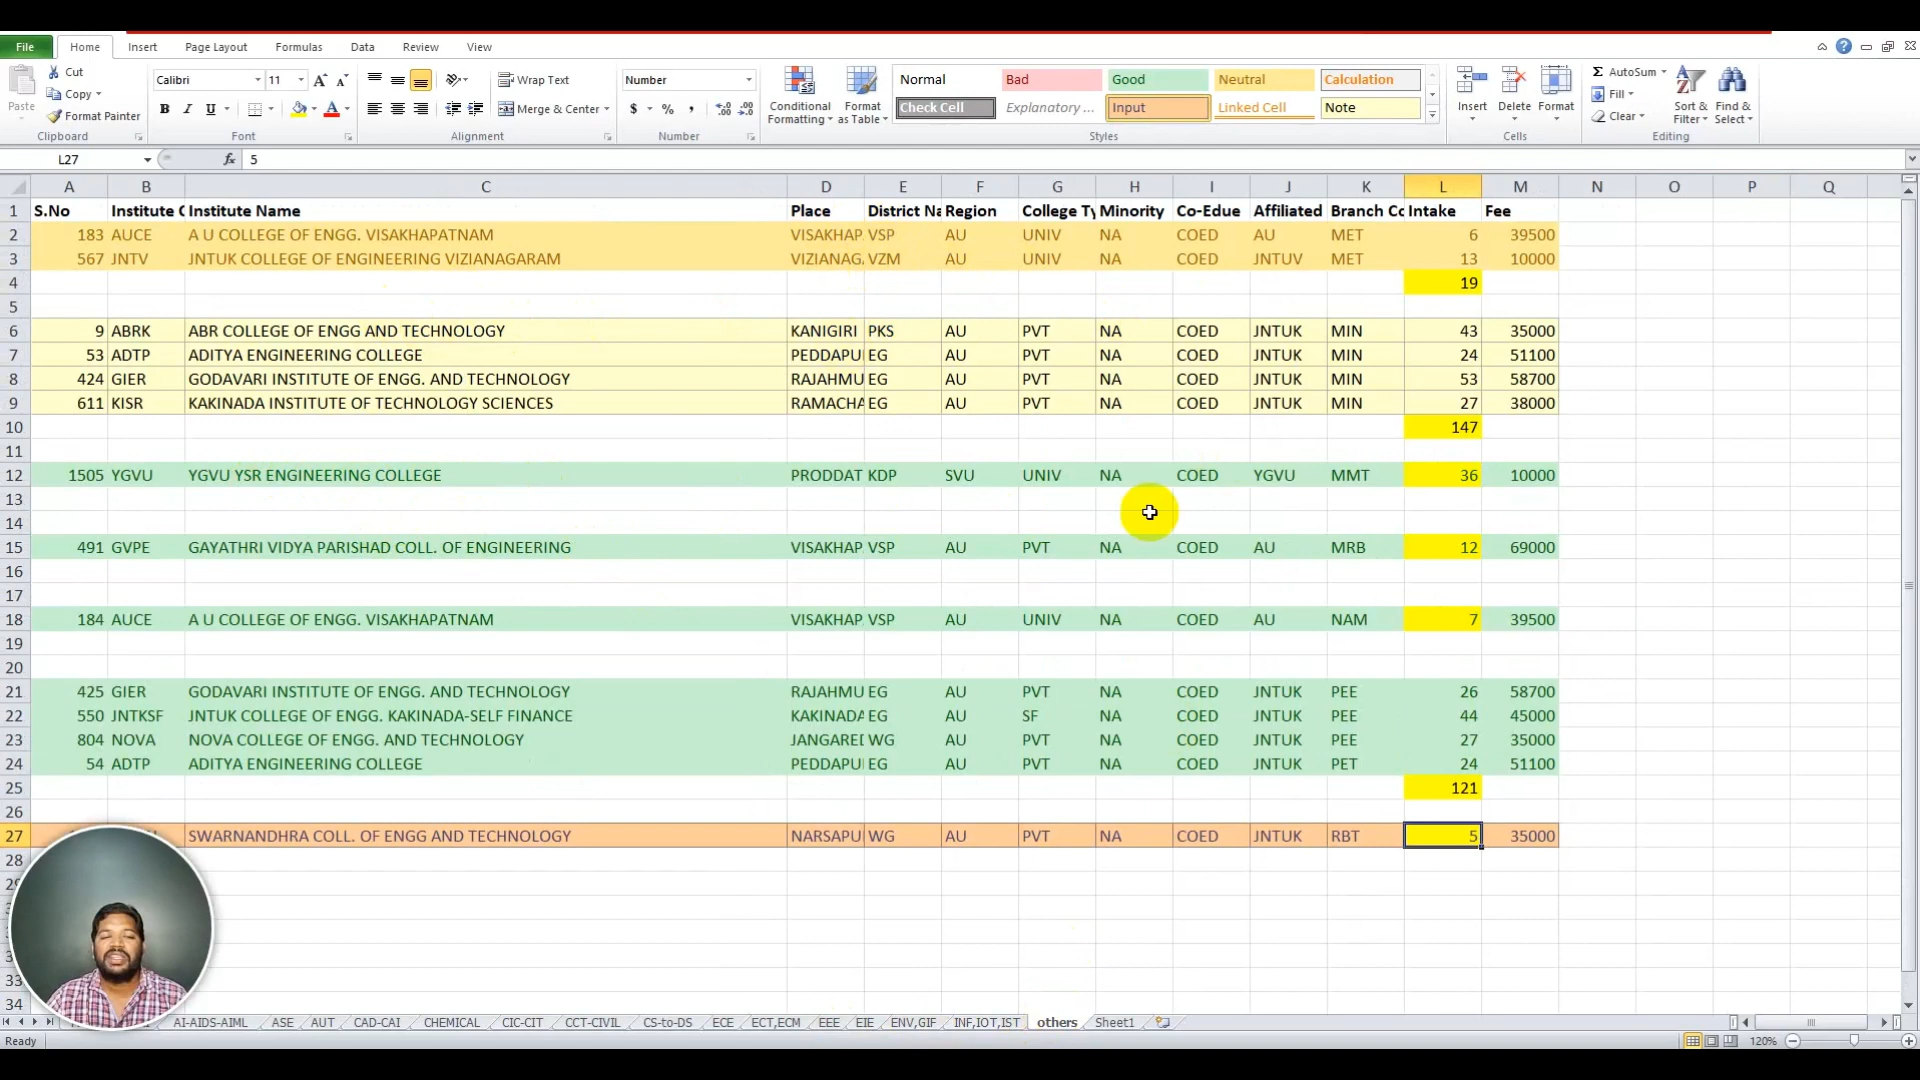 File Home Insert Page Layout Formulas Data Review View
Paste Cut Copy Format Painter Clipboard
Calibri 11 B I U Font
Wrap Text Merge & Center Alignment
Number $ % , Number
Conditional Formatting Format as Table
Normal Bad Good Neutral Calculation
Check Cell Explanatory ... Input Linked Cell Note
Styles
Insert Delete Format Cells
Σ AutoSum Fill Clear Sort & Filter Find & Select Editing
L27 fx 5
A B C D E F G H I J K L M N O P Q
1 S.No Institute C Institute Name Place District Na Region College Ty Minority Co-Edue Affiliated Branch Co Intake Fee
2 183 AUCE A U COLLEGE OF ENGG. VISAKHAPATNAM VISAKHAP VSP AU UNIV NA COED AU MET 6 39500
3 567 JNTV JNTUK COLLEGE OF ENGINEERING VIZIANAGARAM VIZIANAG VZM AU UNIV NA COED JNTUV MET 13 10000
4 19
5
6 9 ABRK ABR COLLEGE OF ENGG AND TECHNOLOGY KANIGIRI PKS AU PVT NA COED JNTUK MIN 43 35000
7 53 ADTP ADITYA ENGINEERING COLLEGE PEDDAPU EG AU PVT NA COED JNTUK MIN 24 51100
8 424 GIER GODAVARI INSTITUTE OF ENGG. AND TECHNOLOGY RAJAHMU EG AU PVT NA COED JNTUK MIN 53 58700
9 611 KISR KAKINADA INSTITUTE OF TECHNOLOGY SCIENCES RAMACHA EG AU PVT NA COED JNTUK MIN 27 38000
10 147
11
12 1505 YGVU YGVU YSR ENGINEERING COLLEGE PRODDAT KDP SVU UNIV NA COED YGVU MMT 36 10000
13
14
15 491 GVPE GAYATHRI VIDYA PARISHAD COLL. OF ENGINEERING VISAKHAP VSP AU PVT NA COED AU MRB 12 69000
16
17
18 184 AUCE A U COLLEGE OF ENGG. VISAKHAPATNAM VISAKHAP VSP AU UNIV NA COED AU NAM 7 39500
19
20
21 425 GIER GODAVARI INSTITUTE OF ENGG. AND TECHNOLOGY RAJAHMU EG AU PVT NA COED JNTUK PEE 26 58700
22 550 JNTKSF JNTUK COLLEGE OF ENGG. KAKINADA-SELF FINANCE KAKINADA EG AU SF NA COED JNTUK PEE 44 45000
23 804 NOVA NOVA COLLEGE OF ENGG. AND TECHNOLOGY JANGARED WG AU PVT NA COED JNTUK PEE 27 35000
24 54 ADTP ADITYA ENGINEERING COLLEGE PEDDAPU EG AU PVT NA COED JNTUK PET 24 51100
25 121
26
27 SWARNANDHRA COLL. OF ENGG AND TECHNOLOGY NARSAPU WG AU PVT NA COED JNTUK RBT 5 35000
28
33
34
AI-AIDS-AIML ASE AUT CAD-CAI CHEMICAL CIC-CIT CCT-CIVIL CS-to-DS ECE ECT,ECM EEE EIE ENV,GIF INF,IOT,IST others Sheet1
Ready 120%